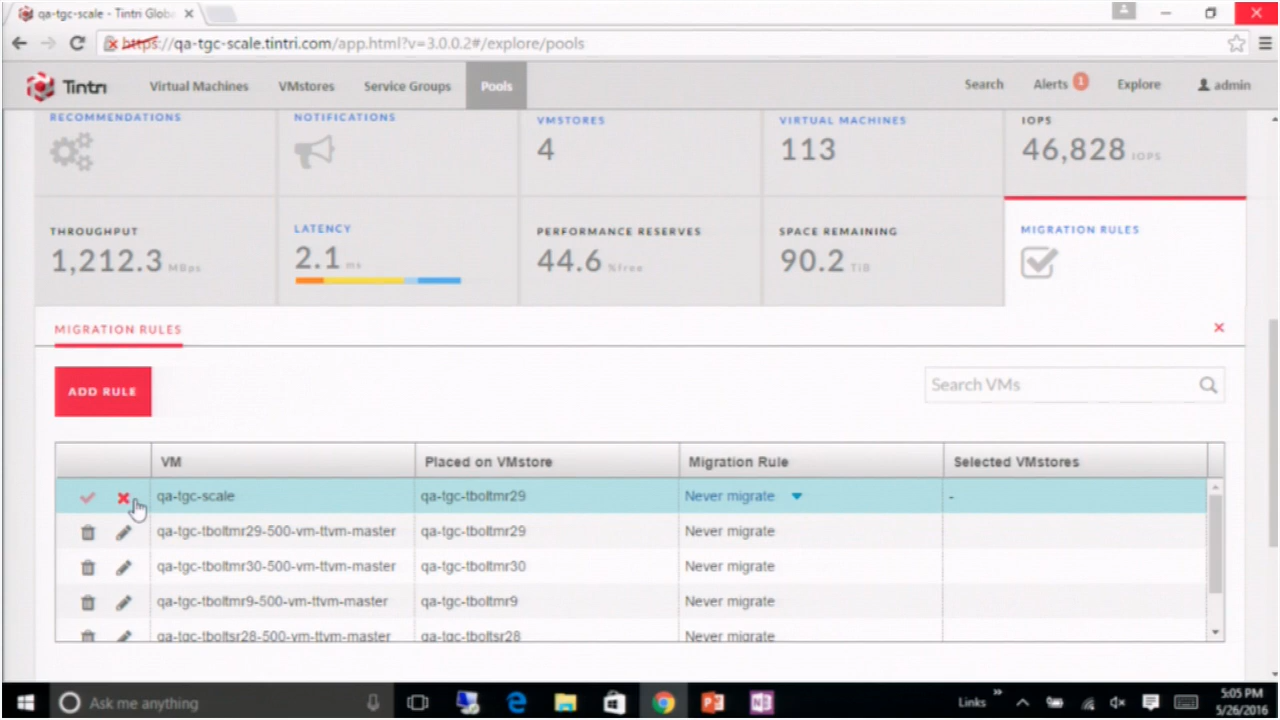 qa-tgc-scale - Tintri Glob
https://qa-tgc-scale.tintri.com/app.html?v=3.0.0.2#/explore/pools
Tintri Virtual Machines VMstores Service Groups Pools Search Alerts 1 Explore admin
RECOMMENDATIONS NOTIFICATIONS VMSTORES VIRTUAL MACHINES IOPS
4 113 46,828 IOPS
THROUGHPUT LATENCY PERFORMANCE RESERVES SPACE REMAINING MIGRATION RULES
1,212.3 MBps 2.1 ms 44.6 %free 90.2 TiB
MIGRATION RULES
ADD RULE Search VMs
VM Placed on VMstore Migration Rule Selected VMstores
qa-tgc-scale qa-tgc-tboltmr29 Never migrate -
qa-tgc-tboltmr29-500-vm-ttvm-master qa-tgc-tboltmr29 Never migrate
qa-tgc-tboltmr30-500-vm-ttvm-master qa-tgc-tboltmr30 Never migrate
qa-tgc-tboltmr9-500-vm-ttvm-master qa-tgc-tboltmr9 Never migrate
qa-tgc-tboltsr28-500-vm-ttvm-master qa-tgc-tboltsr28 Never migrate
Ask me anything Links 5:05 PM
5/26/2016